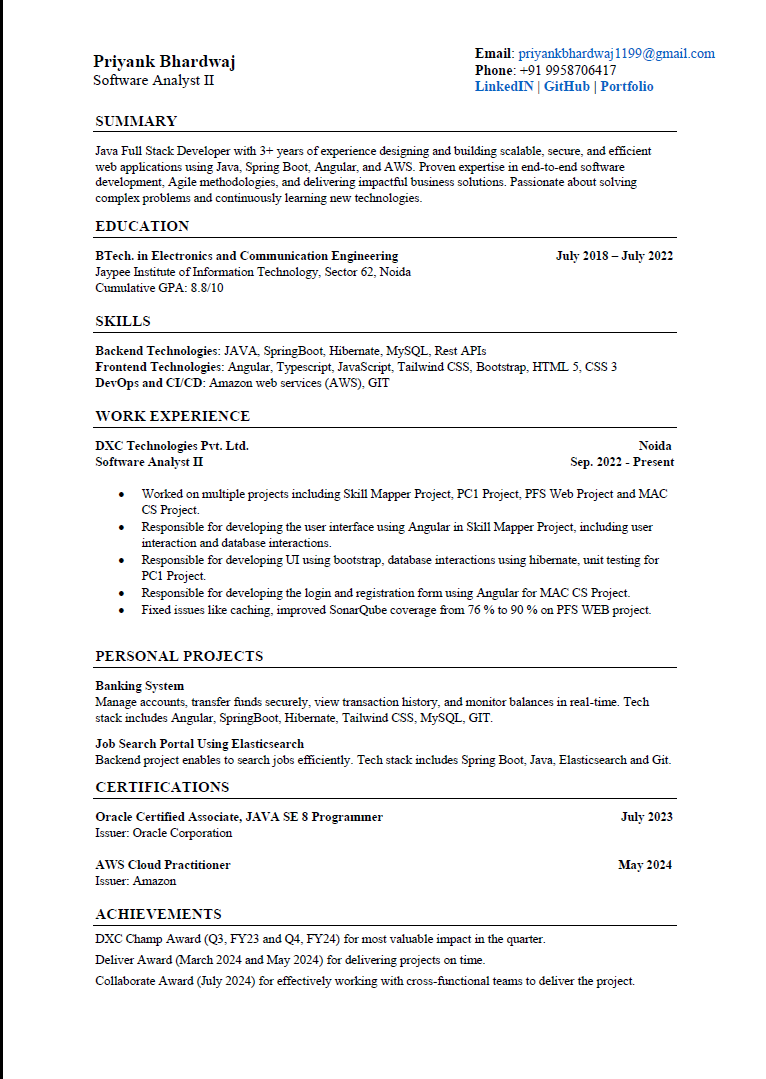 Priyank Bhardwaj
Software Analyst II
Email: priyankbhardwaj1199@gmail.com
Phone: +91 9958706417
LinkedIN | GitHub | Portfolio
SUMMARY
Java Full Stack Developer with 3+ years of experience designing and building scalable, secure, and efficient
web applications using Java, Spring Boot, Angular, and AWS. Proven expertise in end-to-end software
development, Agile methodologies, and delivering impactful business solutions. Passionate about solving
complex problems and continuously learning new technologies.
EDUCATION
BTech. in Electronics and Communication Engineering July 2018 – July 2022
Jaypee Institute of Information Technology, Sector 62, Noida
Cumulative GPA: 8.8/10
SKILLS
Backend Technologies: JAVA, SpringBoot, Hibernate, MySQL, Rest APIs
Frontend Technologies: Angular, Typescript, JavaScript, Tailwind CSS, Bootstrap, HTML 5, CSS 3
DevOps and CI/CD: Amazon web services (AWS), GIT
WORK EXPERIENCE
DXC Technologies Pvt. Ltd. Noida
Software Analyst II Sep. 2022 - Present
• Worked on multiple projects including Skill Mapper Project, PC1 Project, PFS Web Project and MAC
CS Project.
• Responsible for developing the user interface using Angular in Skill Mapper Project, including user
interaction and database interactions.
• Responsible for developing UI using bootstrap, database interactions using hibernate, unit testing for
PC1 Project.
• Responsible for developing the login and registration form using Angular for MAC CS Project.
• Fixed issues like caching, improved SonarQube coverage from 76 % to 90 % on PFS WEB project.
PERSONAL PROJECTS
Banking System
Manage accounts, transfer funds securely, view transaction history, and monitor balances in real-time. Tech
stack includes Angular, SpringBoot, Hibernate, Tailwind CSS, MySQL, GIT.
Job Search Portal Using Elasticsearch
Backend project enables to search jobs efficiently. Tech stack includes Spring Boot, Java, Elasticsearch and Git.
CERTIFICATIONS
Oracle Certified Associate, JAVA SE 8 Programmer July 2023
Issuer: Oracle Corporation
AWS Cloud Practitioner May 2024
Issuer: Amazon
ACHIEVEMENTS
DXC Champ Award (Q3, FY23 and Q4, FY24) for most valuable impact in the quarter.
Deliver Award (March 2024 and May 2024) for delivering projects on time.
Collaborate Award (July 2024) for effectively working with cross-functional teams to deliver the project.